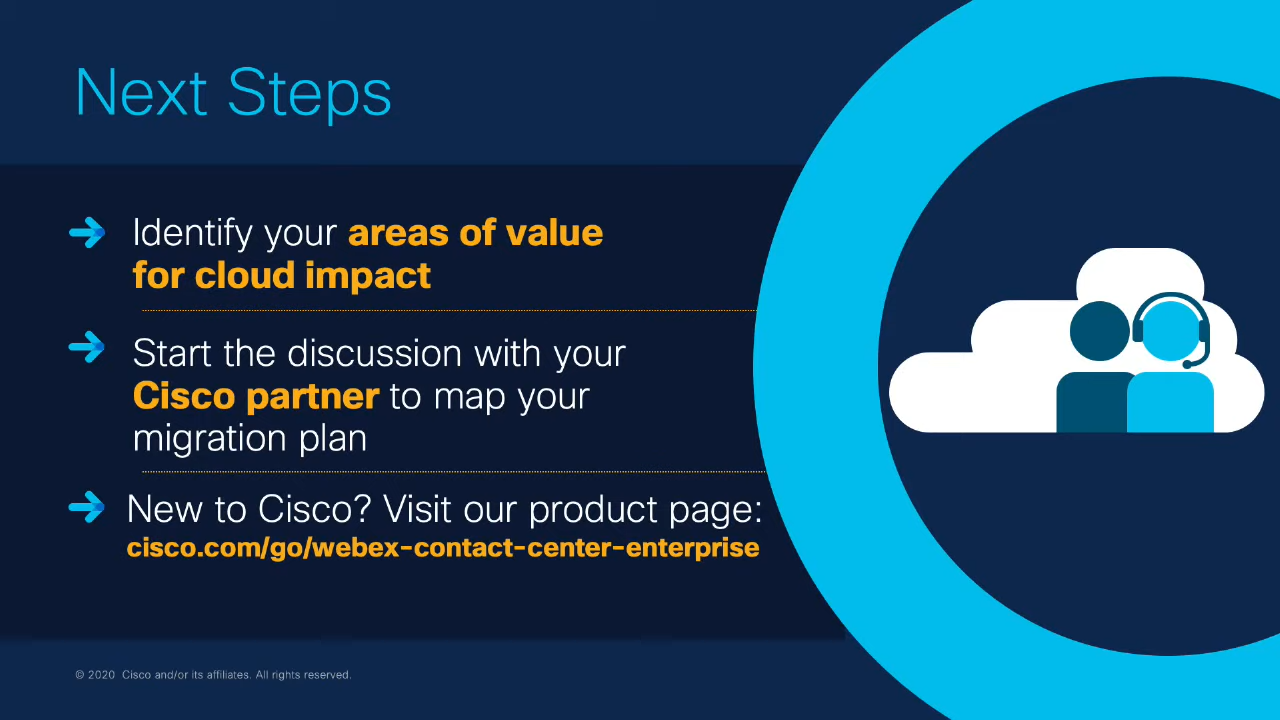 Next Steps
Identify your areas of value
for cloud impact
Start the discussion with your
Cisco partner to map your
migration plan
New to Cisco? Visit our product page:
cisco.com/go/webex-contact-center-enterprise
© 2020 Cisco and/or its affiliates. All rights reserved.